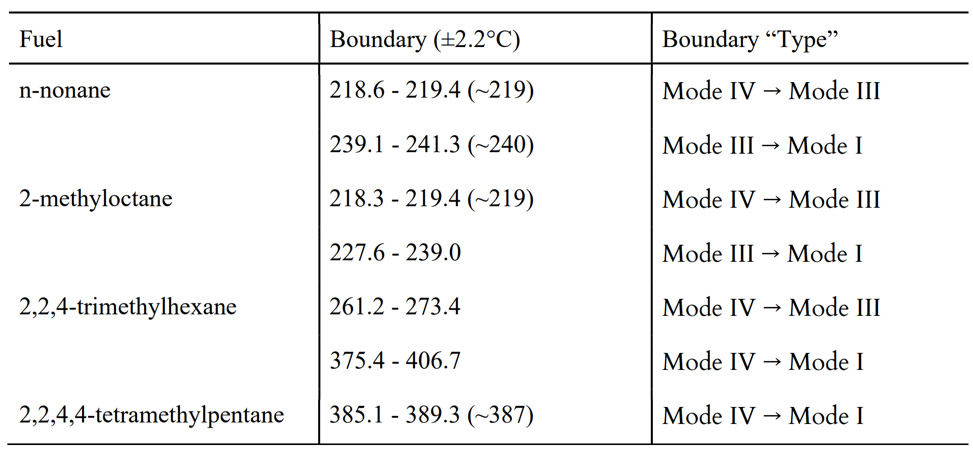 Fuel Boundary (±2.2°C) Boundary “Type”
n-nonane 218.6 - 219.4 (~219) Mode IV → Mode III
239.1 - 241.3 (~240) Mode III → Mode I
2-methyloctane 218.3 - 219.4 (~219) Mode IV → Mode III
227.6 - 239.0 Mode III → Mode I
2,2,4-trimethylhexane 261.2 - 273.4 Mode IV → Mode III
375.4 - 406.7 Mode IV → Mode I
2,2,4,4-tetramethylpentane 385.1 - 389.3 (~387) Mode IV → Mode I